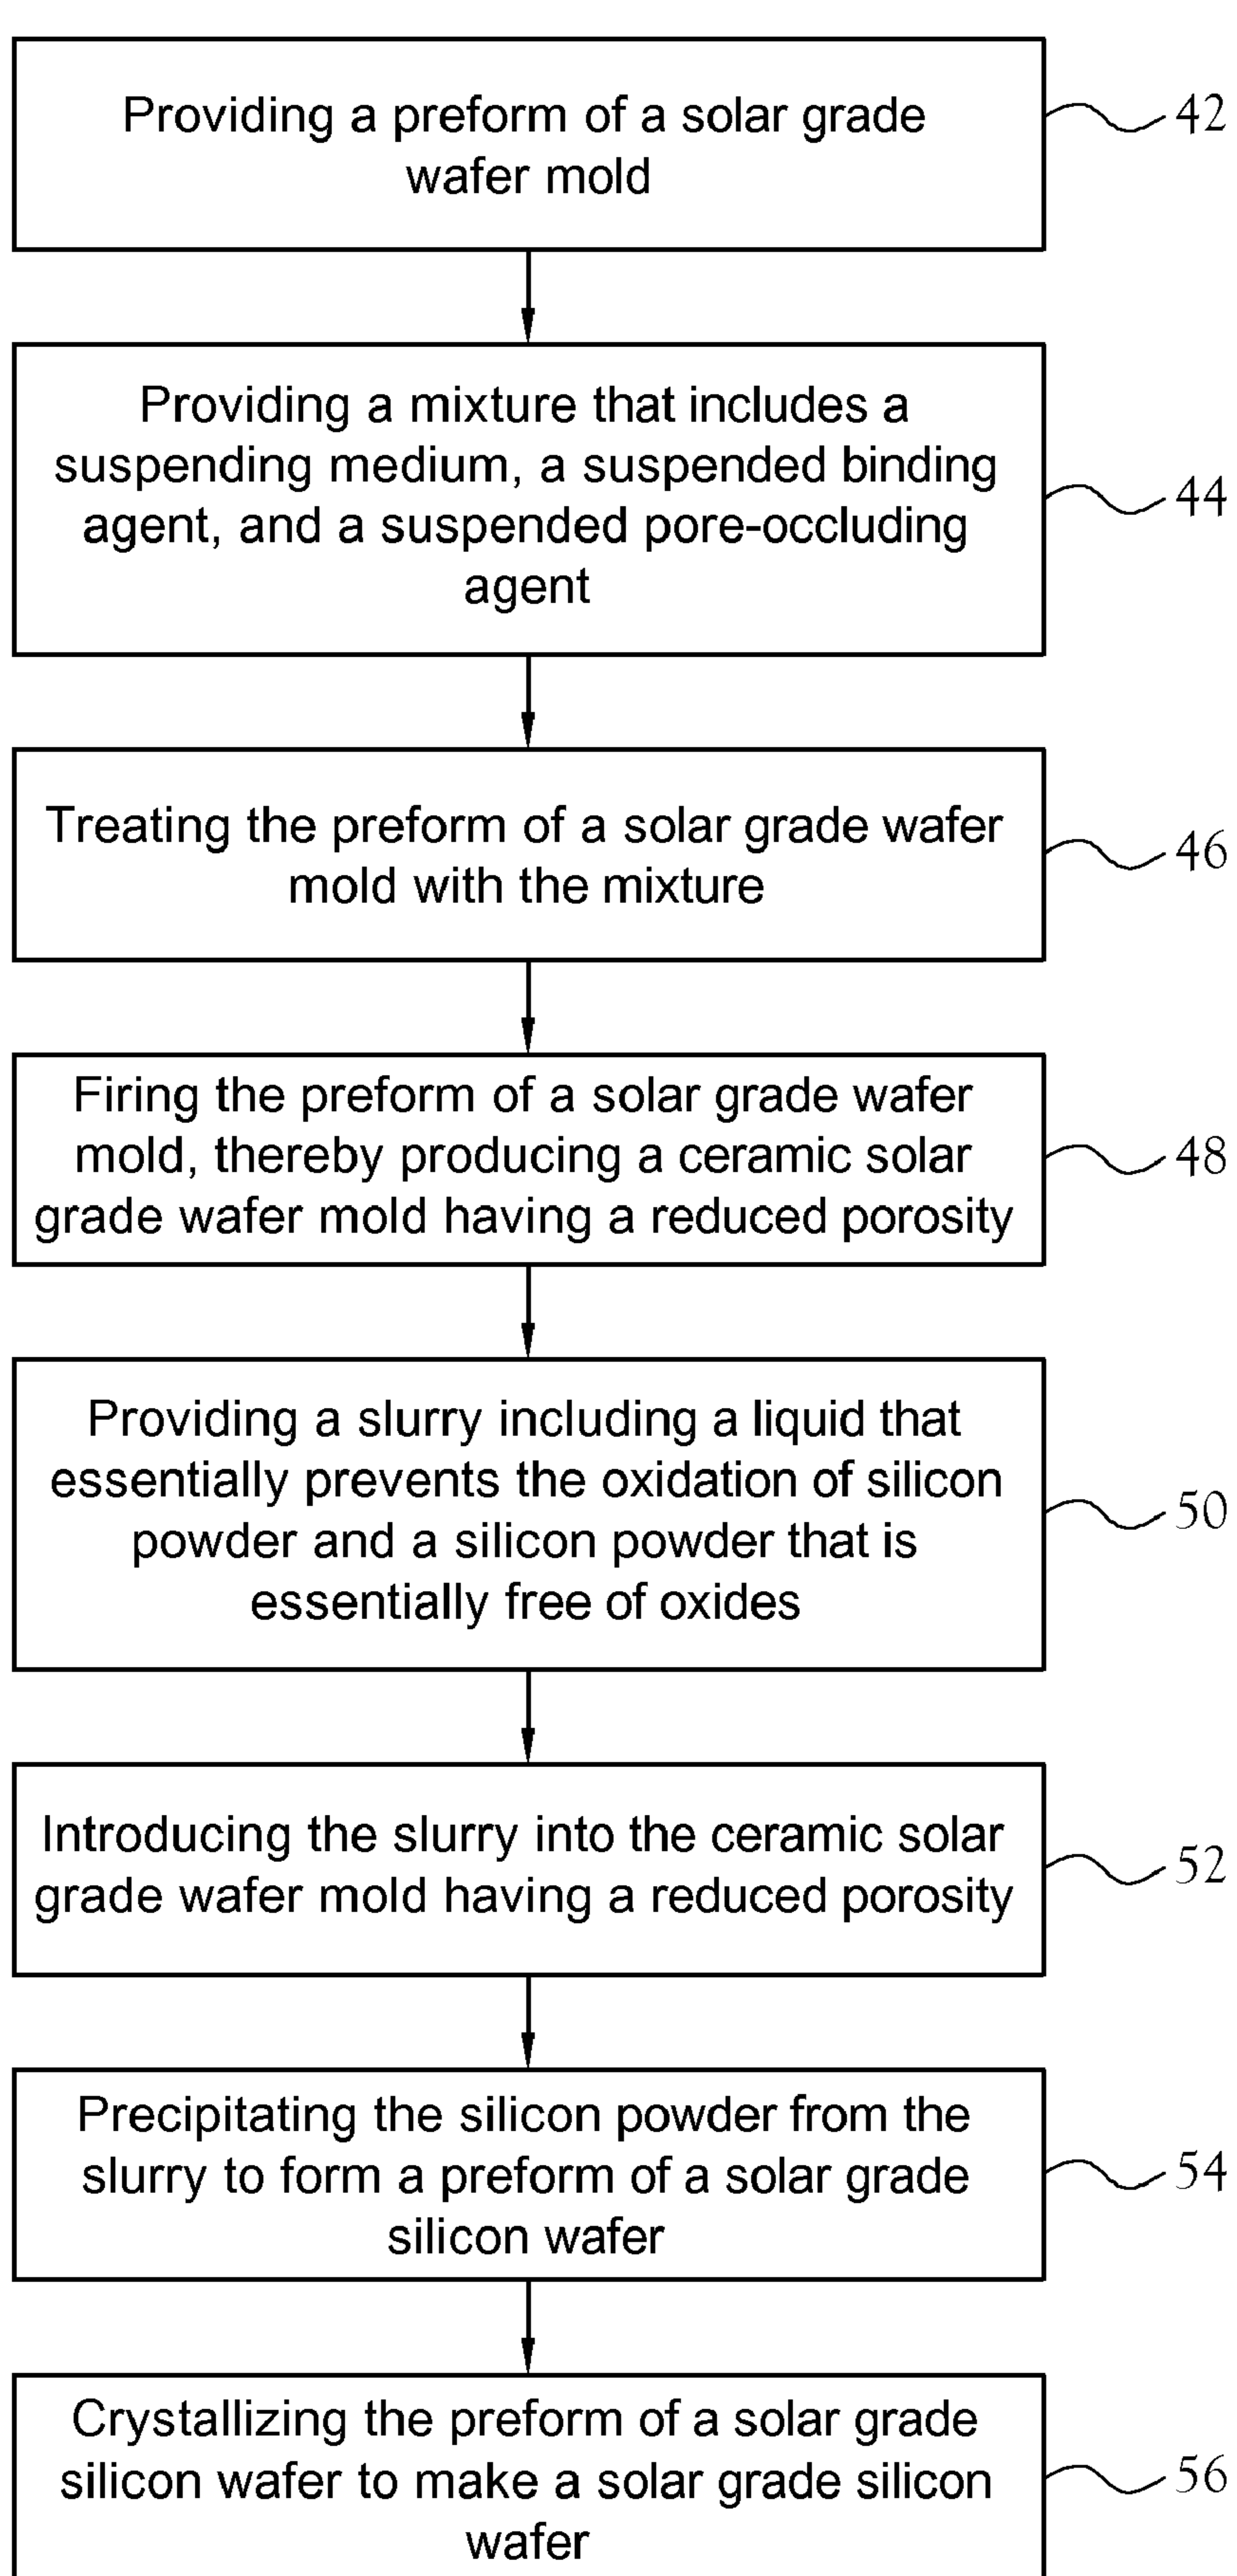 Providing a preform of a solar grade
wafer mold
42
Providing a mixture that includes a
suspending medium, a suspended binding
agent, and a suspended pore-occluding
agent
44
Treating the preform of a solar grade wafer
mold with the mixture
46
Firing the preform of a solar grade wafer
mold, thereby producing a ceramic solar
grade wafer mold having a reduced porosity
48
Providing a slurry including a liquid that
essentially prevents the oxidation of silicon
powder and a silicon powder that is
essentially free of oxides
50
Introducing the slurry into the ceramic solar
grade wafer mold having a reduced porosity
52
Precipitating the silicon powder from the
slurry to form a preform of a solar grade
silicon wafer
54
Crystallizing the preform of a solar grade
silicon wafer to make a solar grade silicon
wafer
56